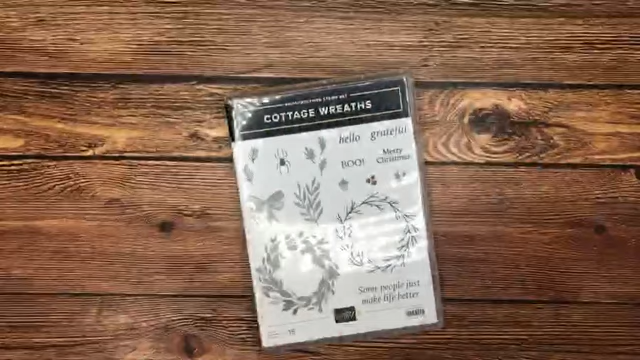 COTTAGE WREATHS
hello grateful
BOO!
Merry
Christmas
Some people just
make life better